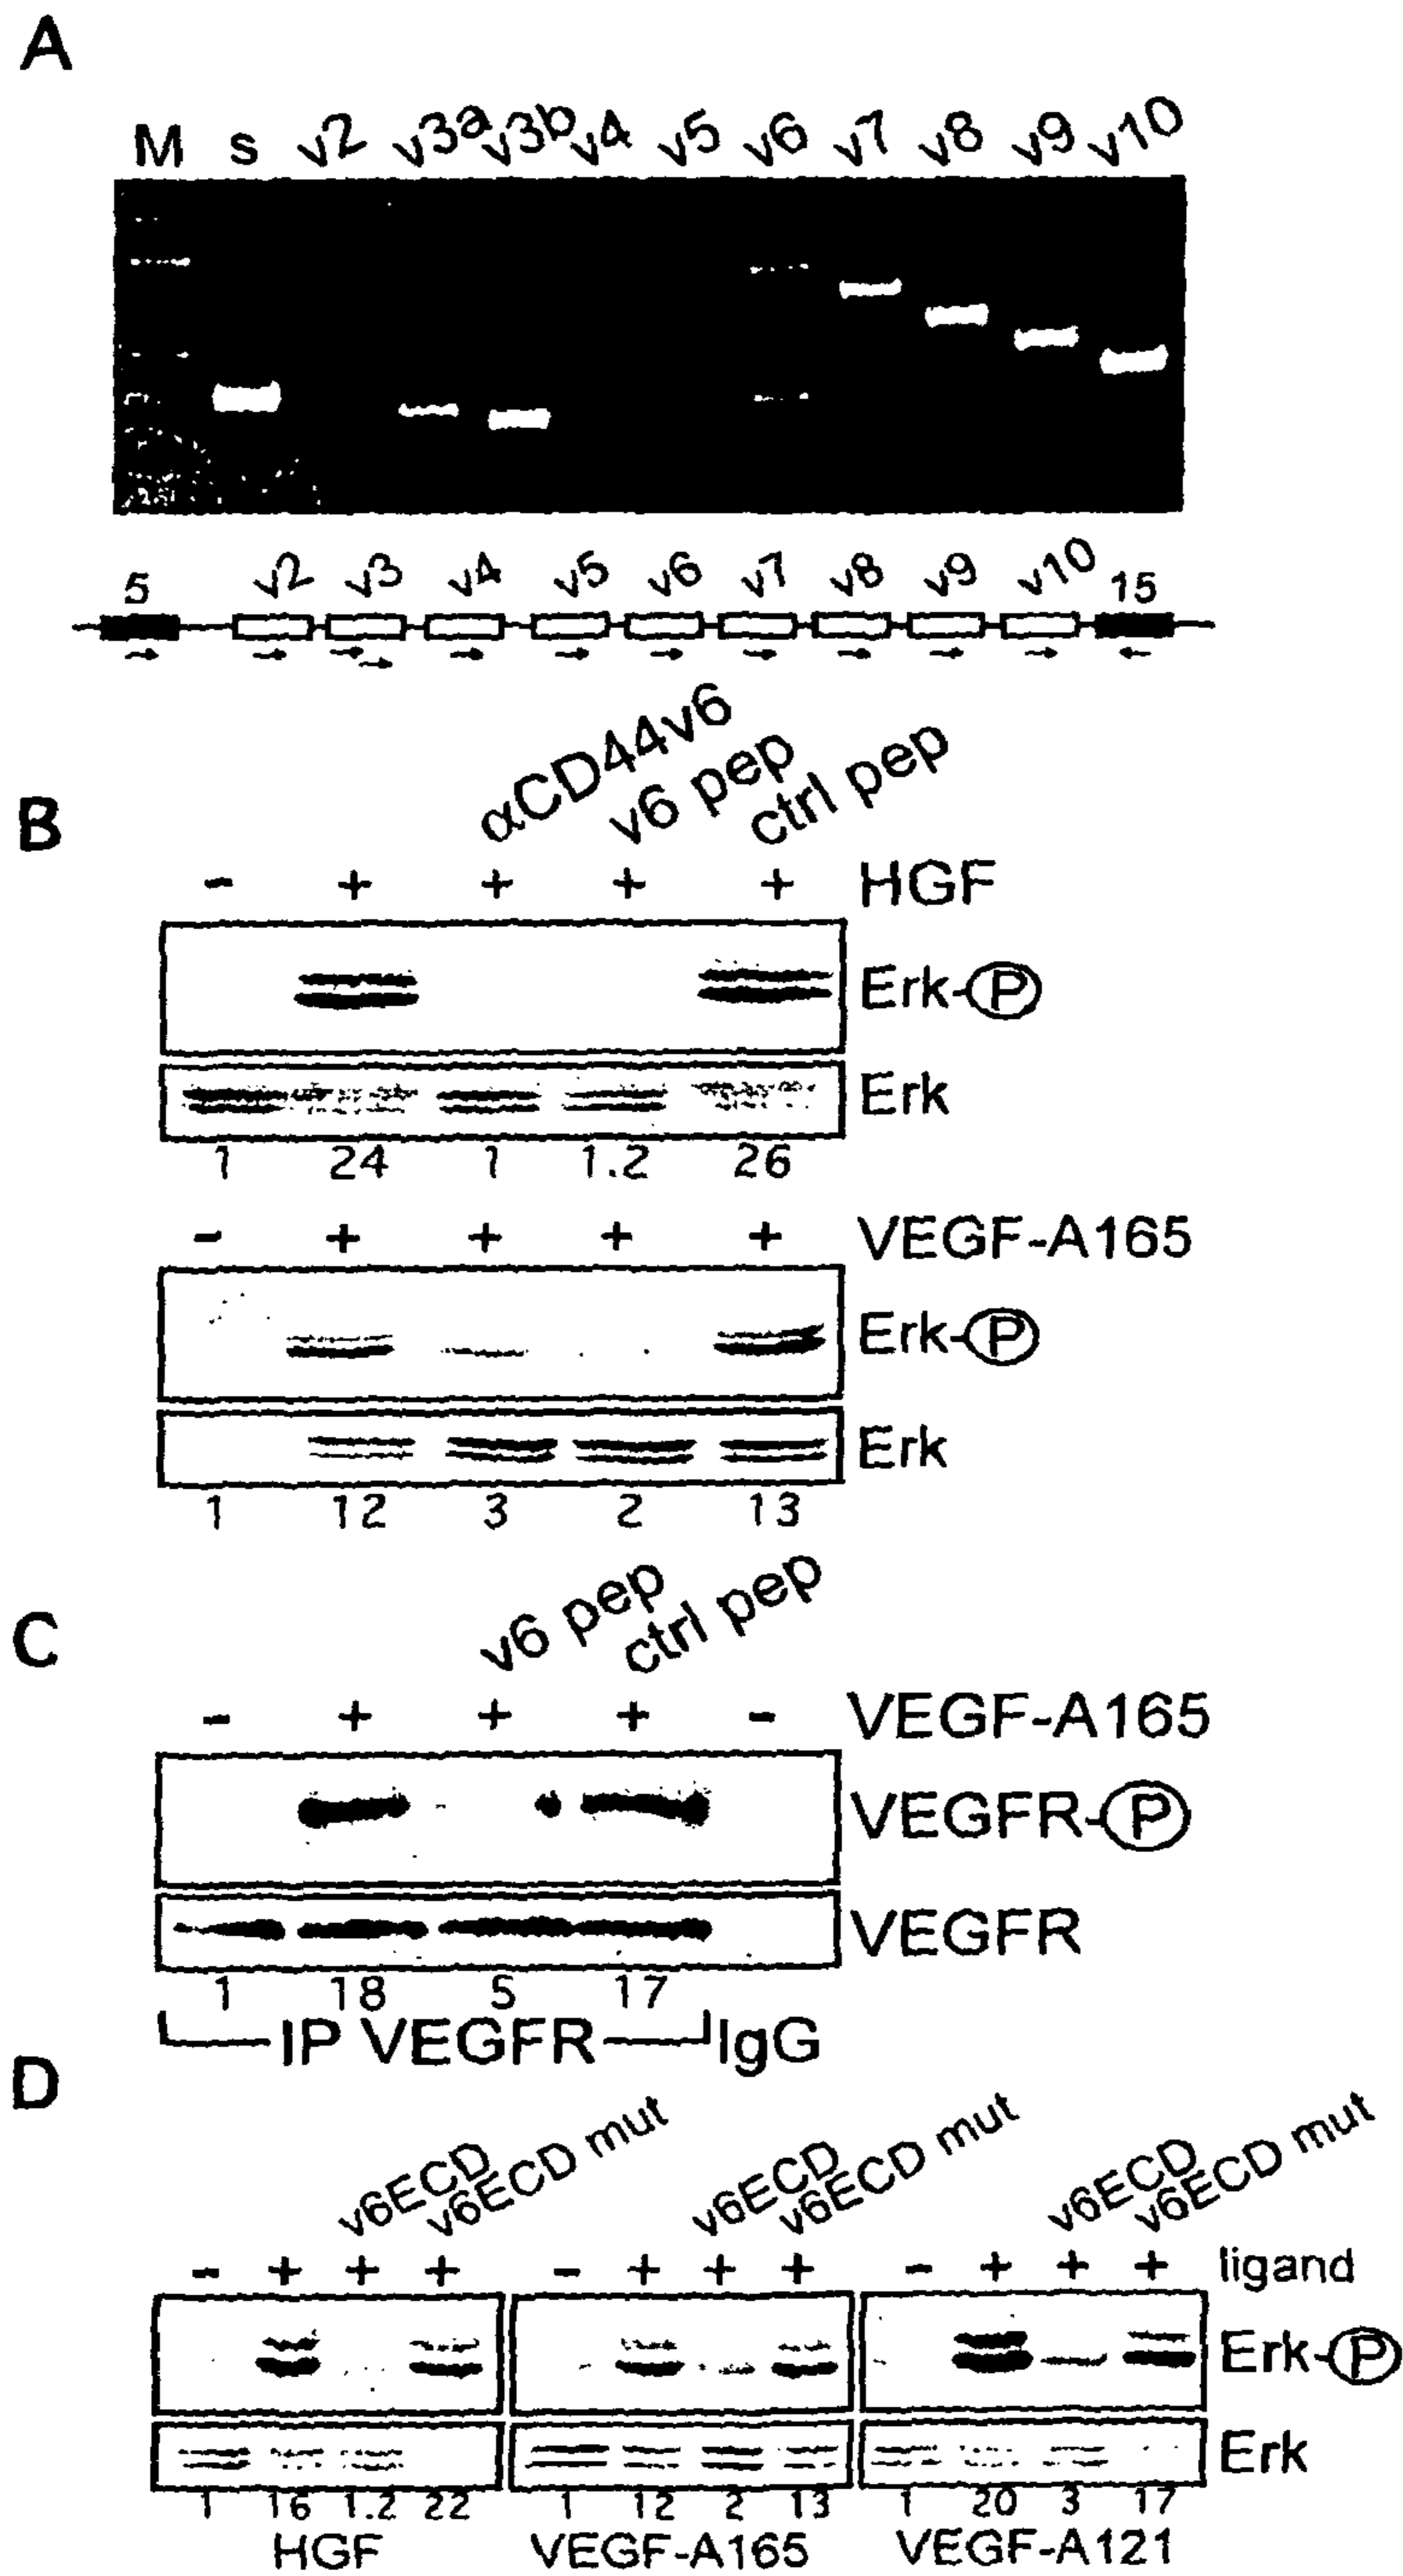 A
M s v2 v3a v3b v4 v5 v6 v7 v8 v9 v10
5 v2 v3 v4 v5 v6 v7 v8 v9 v10 15
B
αCD44v6 v6 pep ctrl pep
- + + + + HGF
Erk-P
Erk
1 24 1 1.2 26
- + + + + VEGF-A165
Erk-P
Erk
1 12 3 2 13
C
v6 pep ctrl pep
- + + + - VEGF-A165
VEGFR-P
VEGFR
1 18 5 17
IP VEGFR IgG
D
v6ECD v6ECD mut v6ECD v6ECD mut v6ECD v6ECD mut
- + + + - + + + - + + + ligand
Erk-P
Erk
1 16 1.2 22 1 12 2 13 1 20 3 17
HGF VEGF-A165 VEGF-A121